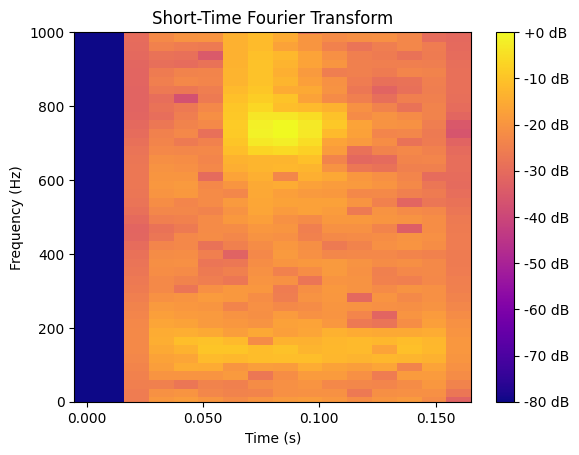 Short-Time Fourier Transform
1000
800
600
400
200
0
Frequency (Hz)
0.000
0.050
0.100
0.150
Time (s)
+0 dB
-10 dB
-20 dB
-30 dB
-40 dB
-50 dB
-60 dB
-70 dB
-80 dB